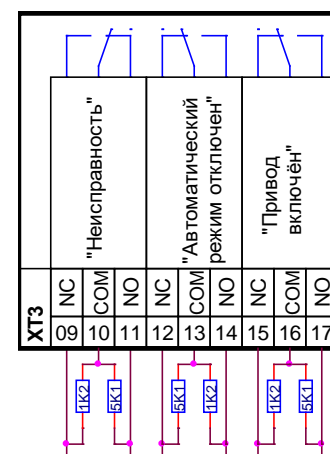 "Неисправность"
"Автоматический
режим отключен"
"Привод
включён"
XT3
NC COM NO NC COM NO NC COM NO
09 10 11 12 13 14 15 16 17
1K2 5K1 5K1 1K2 1K2 5K1